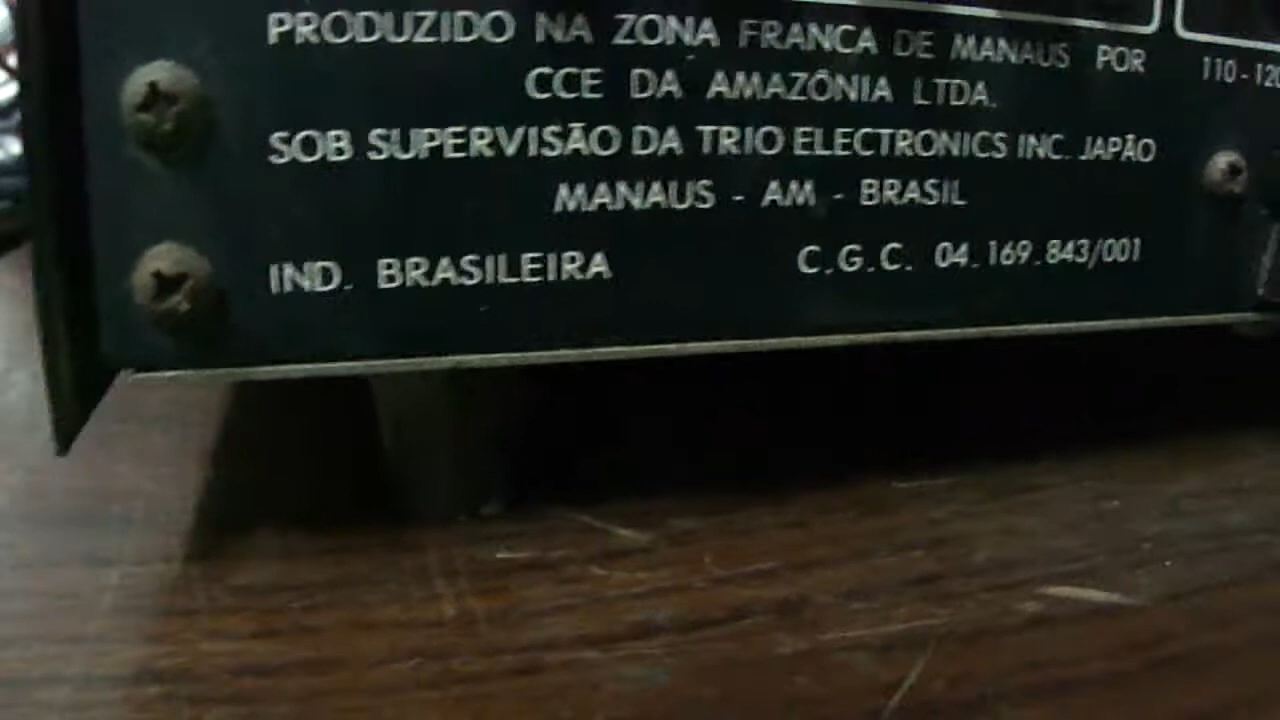 PRODUZIDO NA ZONA FRANCA DE MANAUS POR
CCE DA AMAZÔNIA LTDA.
SOB SUPERVISÃO DA TRIO ELECTRONICS INC. JAPÃO
MANAUS - AM - BRASIL
IND. BRASILEIRA C.G.C. 04.169.843/001
110-120